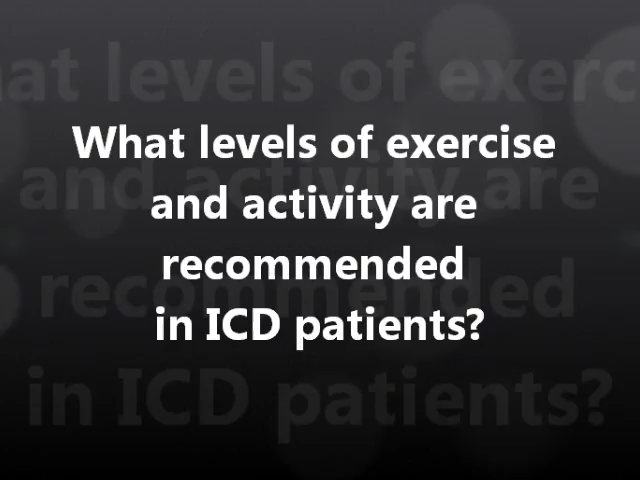 What levels of exercise
and activity are
recommended
in ICD patients?